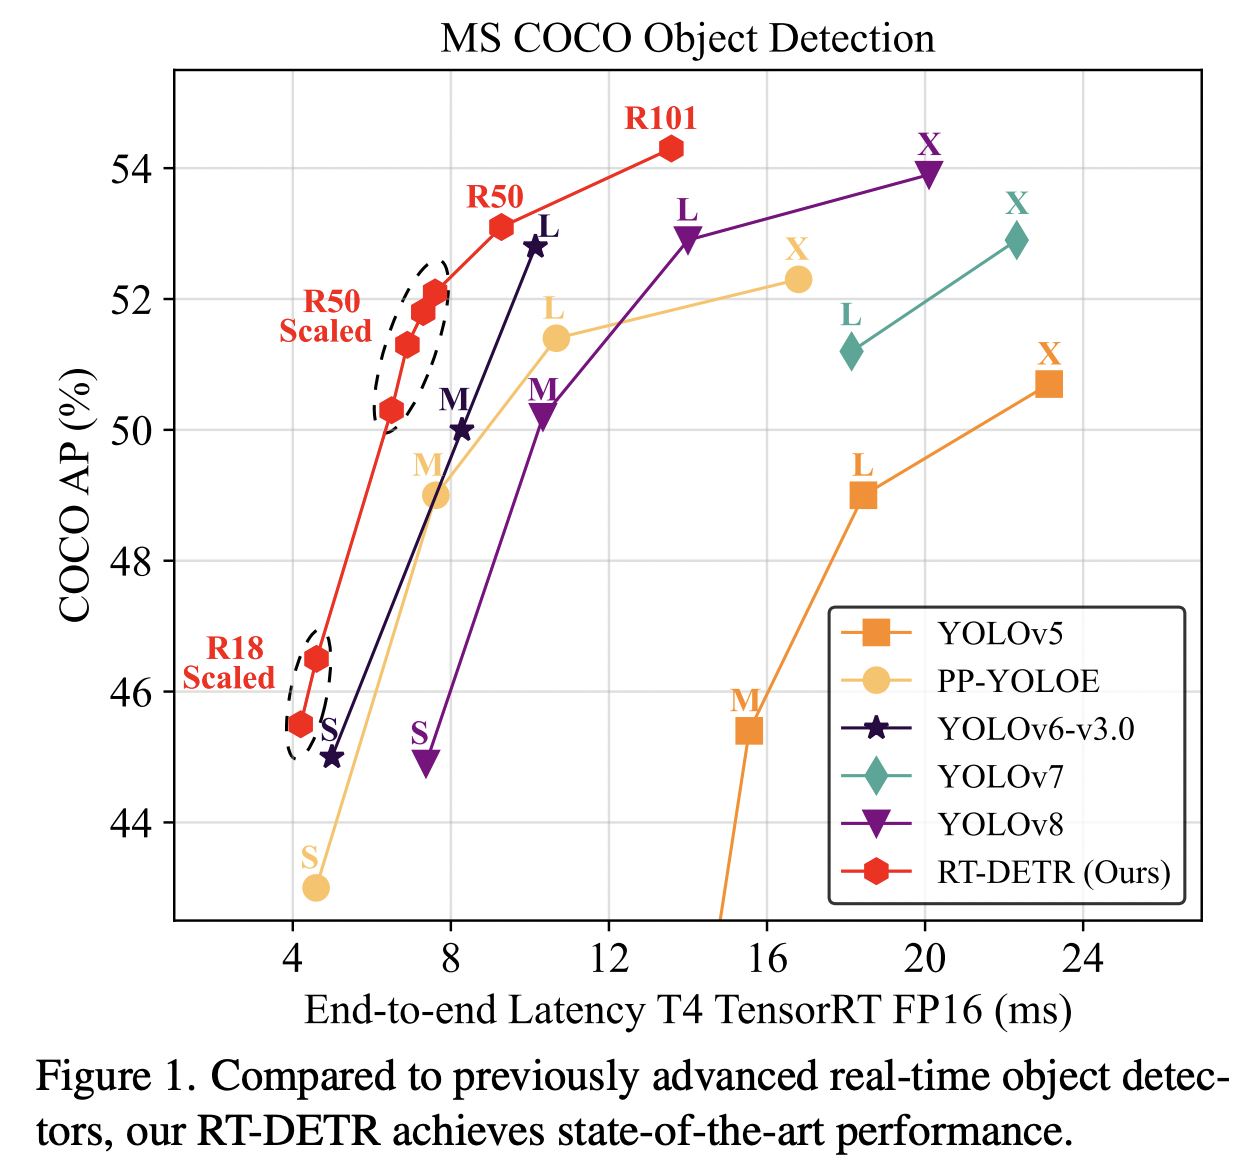 MS COCO Object Detection
R101
X
R50
L
L
X
X
R50
Scaled
L
L
X
M
M
M
L
R18
Scaled
M
S
S
S
54
52
50
48
46
44
COCO AP (%)
YOLOv5
PP-YOLOE
YOLOv6-v3.0
YOLOv7
YOLOv8
RT-DETR (Ours)
4 8 12 16 20 24
End-to-end Latency T4 TensorRT FP16 (ms)
Figure 1. Compared to previously advanced real-time object detec-
tors, our RT-DETR achieves state-of-the-art performance.